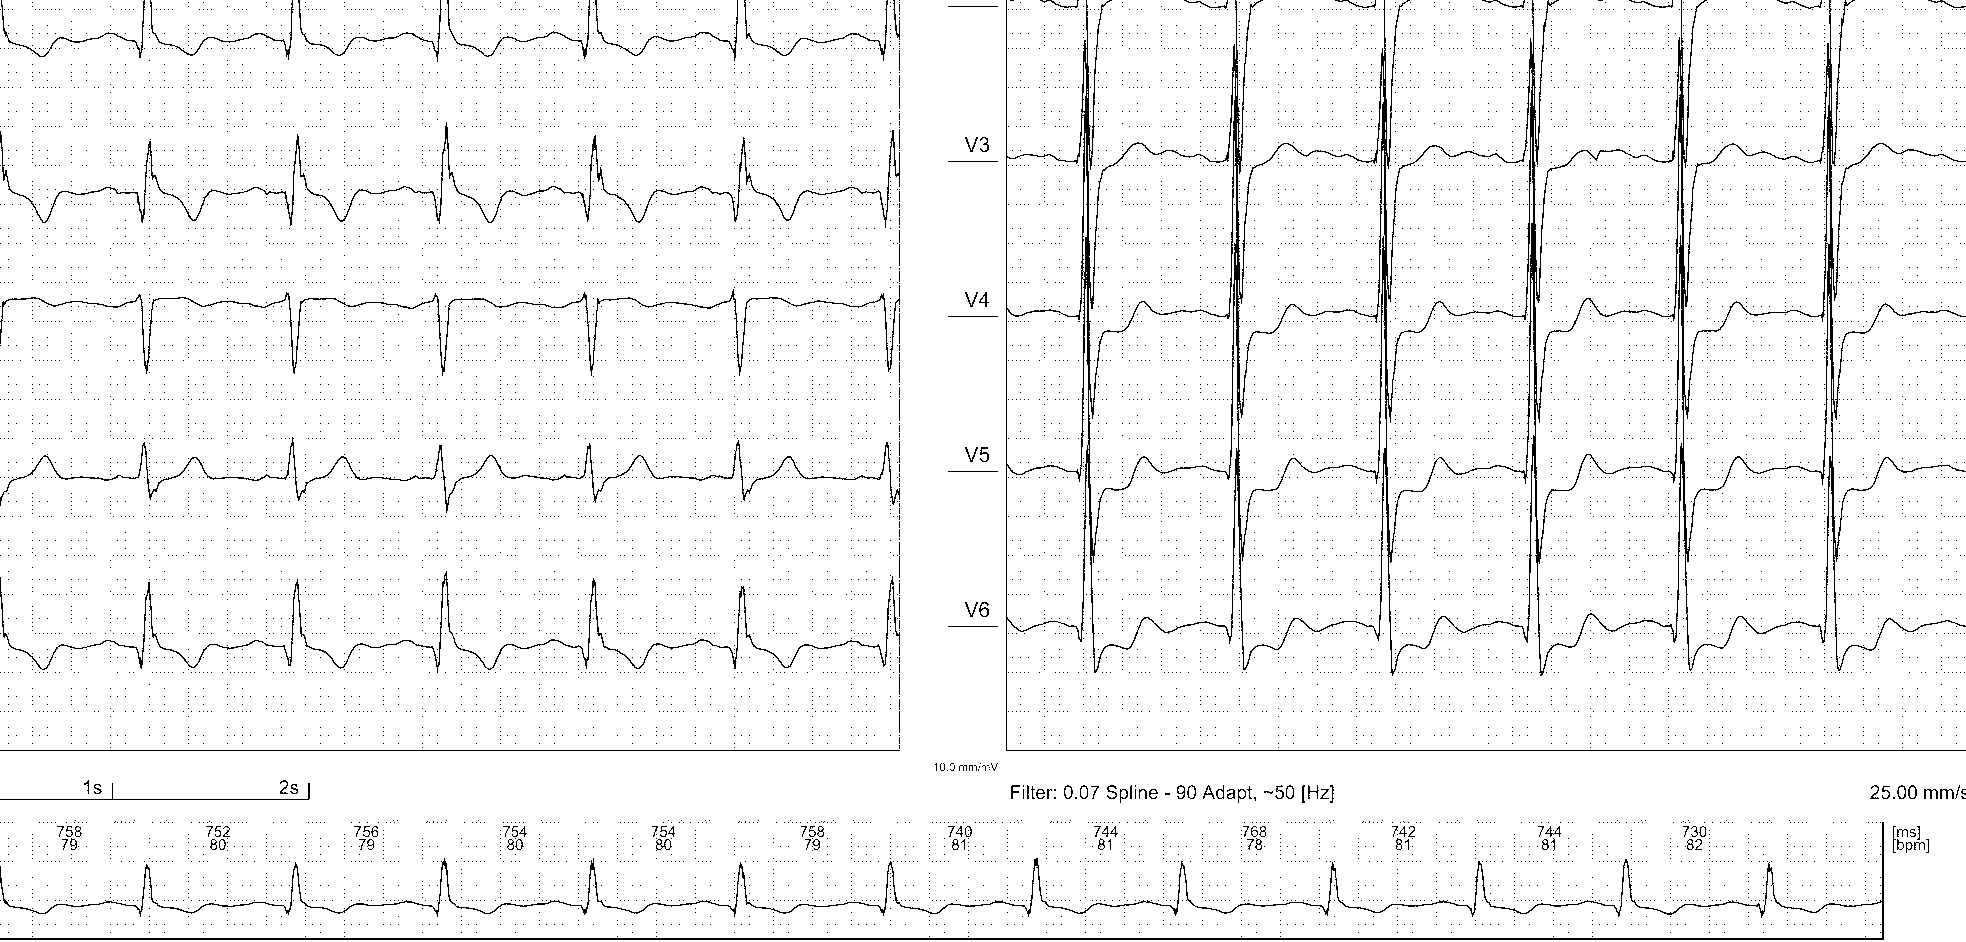 V3
V4
V5
V6
10.0 mm/mV
1s 2s
Filter: 0.07 Spline - 90 Adapt, ~50 [Hz]
25.00 mm/s
758 752 756 754 754 758 740 744 768 742 744 730 [ms]
79 80 79 80 80 79 81 81 78 81 81 82 [bpm]